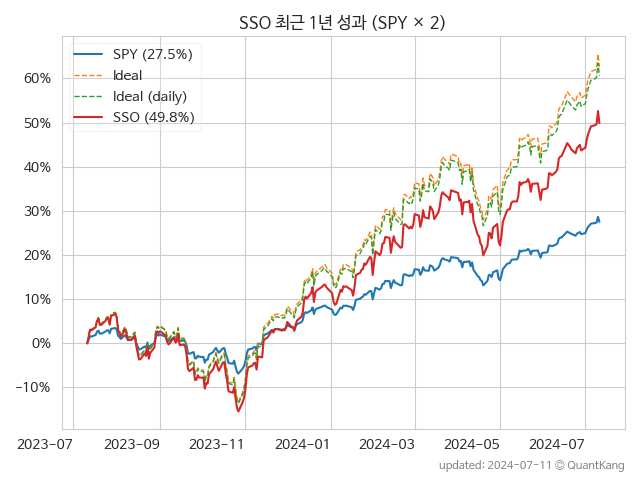 SSO 최근 1년 성과 (SPY × 2)
SPY (27.5%)
Ideal
Ideal (daily)
SSO (49.8%)
60%
50%
40%
30%
20%
10%
0%
−10%
2023-07
2023-09
2023-11
2024-01
2024-03
2024-05
2024-07
updated: 2024-07-11 © QuantKang